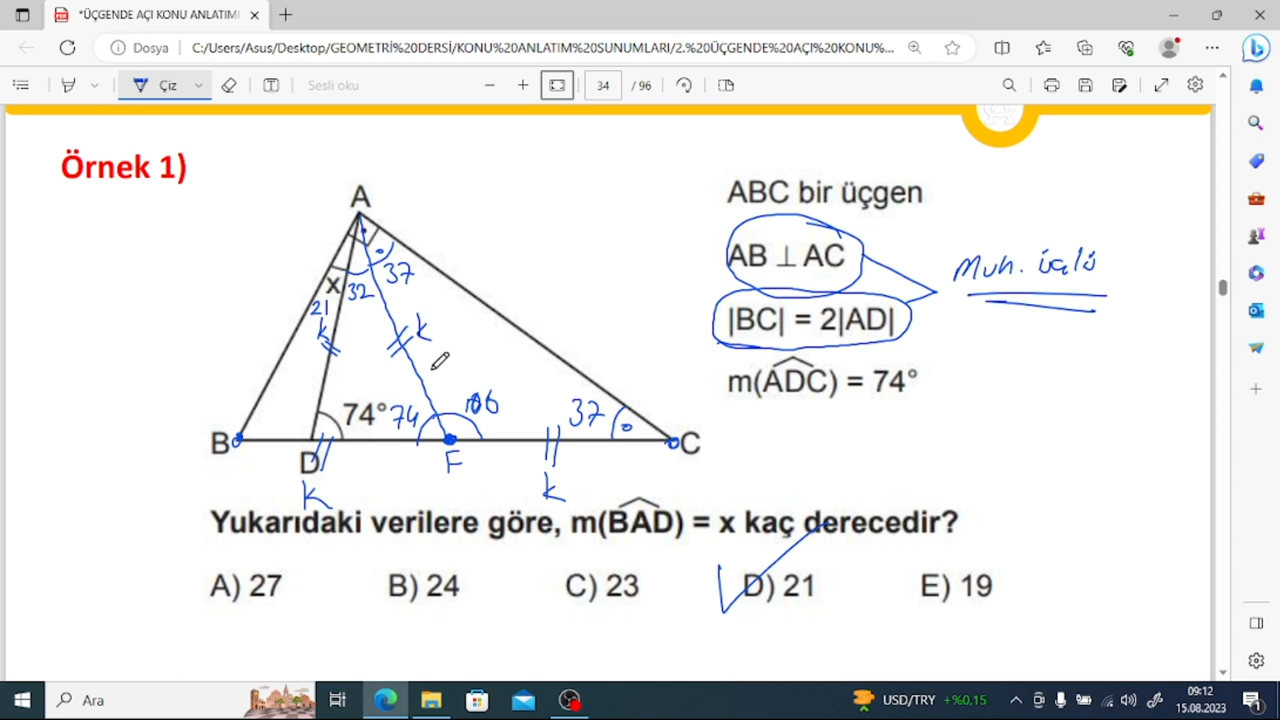 *ÜÇGENDE AÇI KONU ANLATIMI
Dosya
C:/Users/Asus/Desktop/GEOMETRİ%20DERSİ/KONU%20ANLATIM%20SUNUMLARI/2.%20ÜÇGENDE%20AÇI%20KONU%...
Çiz
Sesli oku
34
/ 96
Örnek 1)
A
37
x
32
21
k
k
74°
74
106
37
B
D
F
C
k
k
ABC bir üçgen
AB ⊥ AC
|BC| = 2|AD|
m(ADC) = 74°
Muh. üçlü
Yukarıdaki verilere göre, m(BAD) = x kaç derecedir?
A) 27 B) 24 C) 23 D) 21 E) 19
Ara
USD/TRY +%0,15
09:12
15.08.2023
1